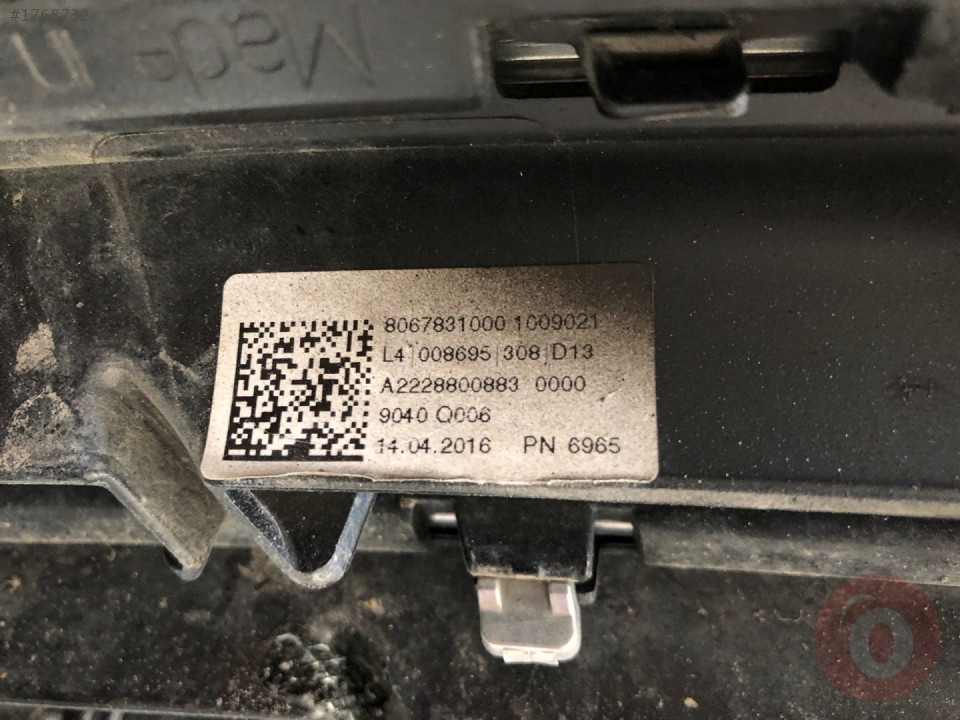 Made n
8067831000 1009021
L4 008695 308 D13
A2228800883 0000
9040 Q006
14.04.2016 PN 6965